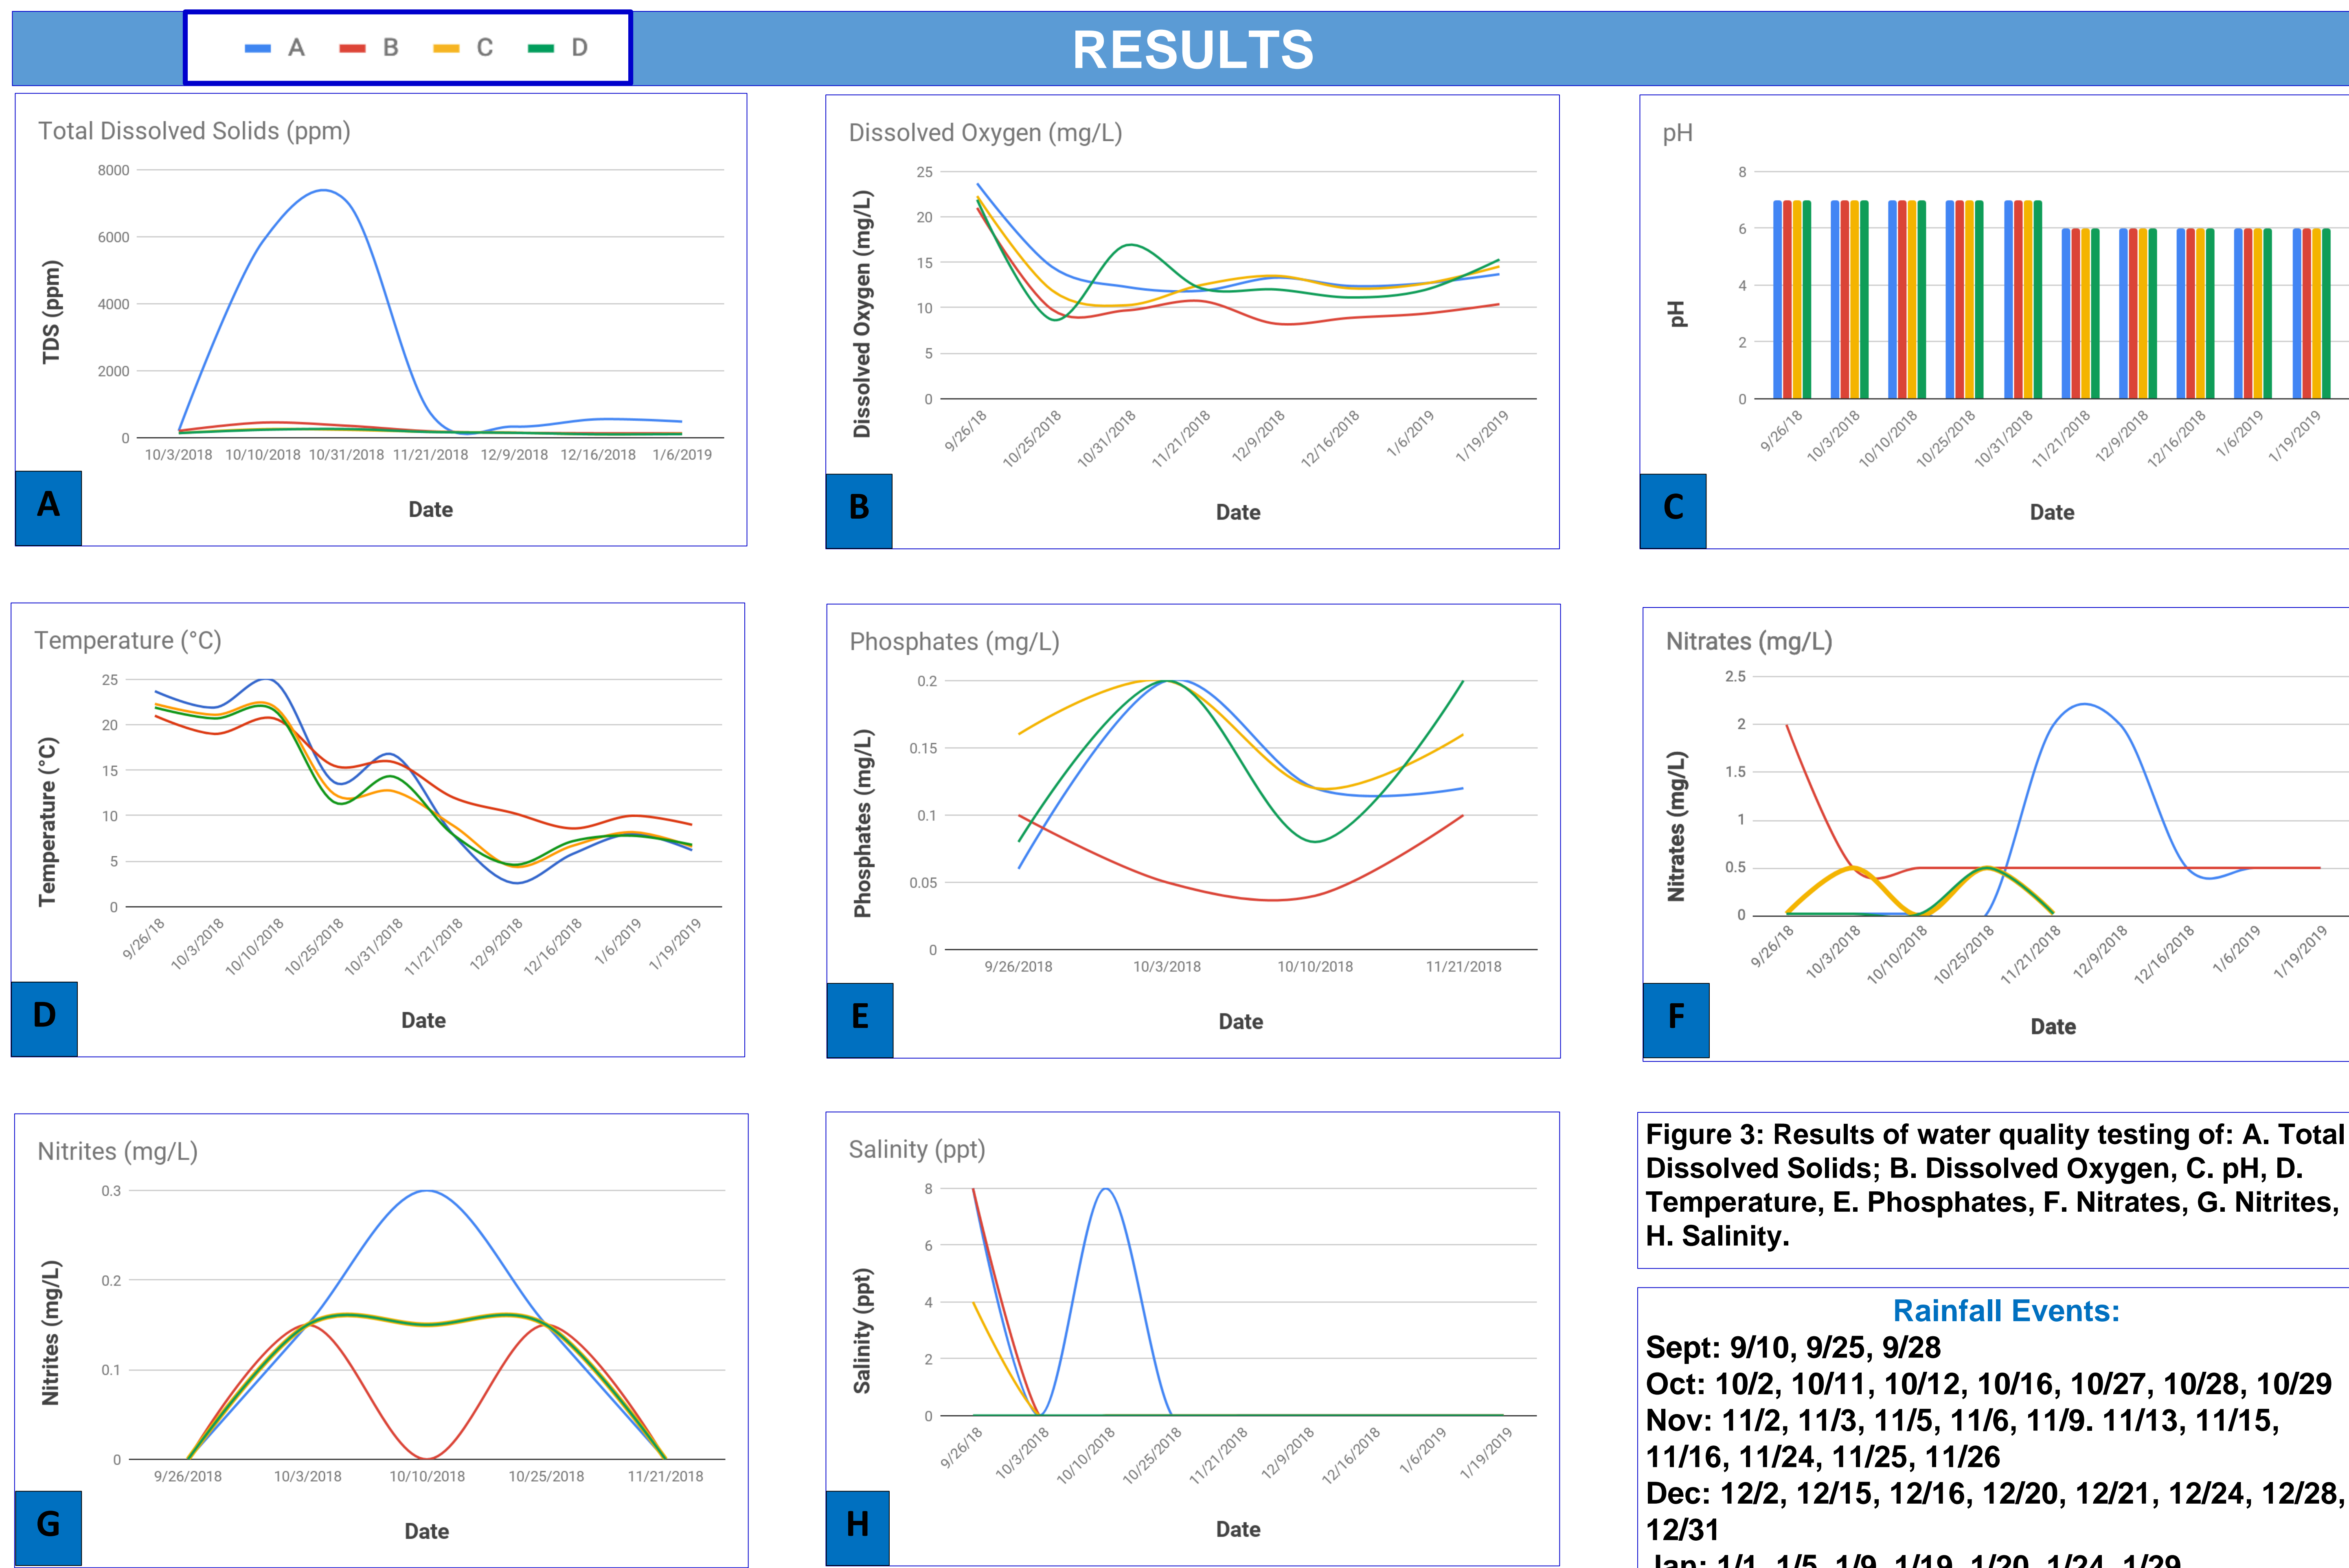 A B C D
RESULTS
Total Dissolved Solids (ppm)
TDS (ppm)
8000
6000
4000
2000
0
10/3/2018 10/10/2018 10/31/2018 11/21/2018 12/9/2018 12/16/2018 1/6/2019
Date
A
Dissolved Oxygen (mg/L)
Dissolved Oxygen (mg/L)
25
20
15
10
5
0
9/26/18 10/25/2018 10/31/2018 11/21/2018 12/9/2018 12/16/2018 1/6/2019 1/19/2019
Date
B
pH
pH
8
6
4
2
0
9/26/18 10/3/2018 10/10/2018 10/25/2018 10/31/2018 11/21/2018 12/9/2018 12/16/2018 1/6/2019 1/19/2019
Date
C
Temperature (°C)
Temperature (°C)
25
20
15
10
5
0
9/26/18 10/3/2018 10/10/2018 10/25/2018 10/31/2018 11/21/2018 12/9/2018 12/16/2018 1/6/2019 1/19/2019
Date
D
Phosphates (mg/L)
Phosphates (mg/L)
0.2
0.15
0.1
0.05
0
9/26/2018 10/3/2018 10/10/2018 11/21/2018
Date
E
Nitrates (mg/L)
Nitrates (mg/L)
2.5
2
1.5
1
0.5
0
9/26/18 10/3/2018 10/10/2018 10/25/2018 11/21/2018 12/9/2018 12/16/2018 1/6/2019 1/19/2019
Date
F
Nitrites (mg/L)
Nitrites (mg/L)
0.3
0.2
0.1
0
9/26/2018 10/3/2018 10/10/2018 10/25/2018 11/21/2018
Date
G
Salinity (ppt)
Salinity (ppt)
8
6
4
2
0
9/26/18 10/3/2018 10/10/2018 10/25/2018 11/21/2018 12/9/2018 12/16/2018 1/6/2019 1/19/2019
Date
H
Figure 3: Results of water quality testing of: A. Total
Dissolved Solids; B. Dissolved Oxygen, C. pH, D.
Temperature, E. Phosphates, F. Nitrates, G. Nitrites,
H. Salinity.
Rainfall Events:
Sept: 9/10, 9/25, 9/28
Oct: 10/2, 10/11, 10/12, 10/16, 10/27, 10/28, 10/29
Nov: 11/2, 11/3, 11/5, 11/6, 11/9. 11/13, 11/15,
11/16, 11/24, 11/25, 11/26
Dec: 12/2, 12/15, 12/16, 12/20, 12/21, 12/24, 12/28,
12/31
Jan: 1/1, 1/5, 1/9, 1/19, 1/20, 1/24, 1/29